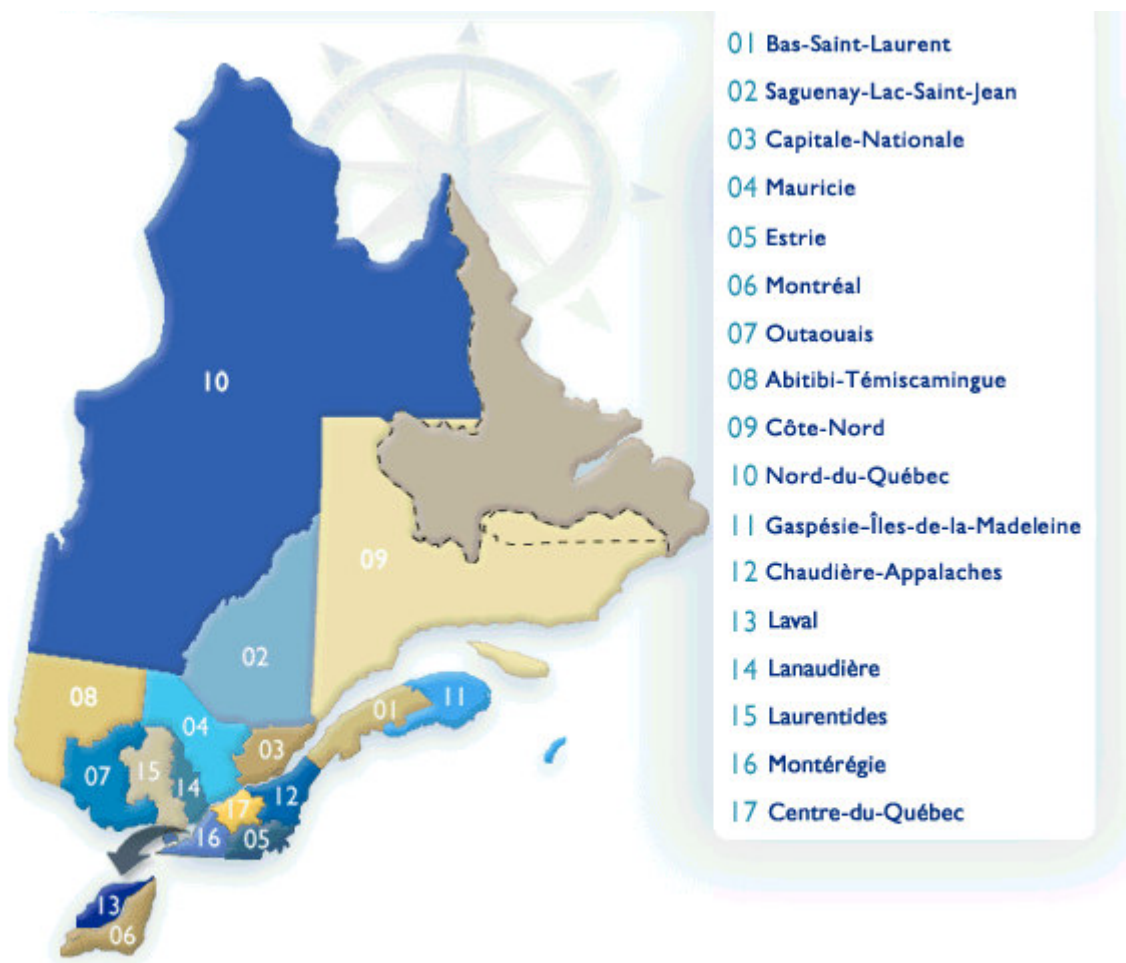 01 Bas-Saint-Laurent
02 Saguenay-Lac-Saint-Jean
03 Capitale-Nationale
04 Mauricie
05 Estrie
06 Montréal
07 Outaouais
08 Abitibi-Témiscamingue
09 Côte-Nord
10 Nord-du-Québec
11 Gaspésie-Îles-de-la-Madeleine
12 Chaudière-Appalaches
13 Laval
14 Lanaudière
15 Laurentides
16 Montérégie
17 Centre-du-Québec
10
09
02
08
11
01
04
03
07
15
14
12
17
16
05
13
06